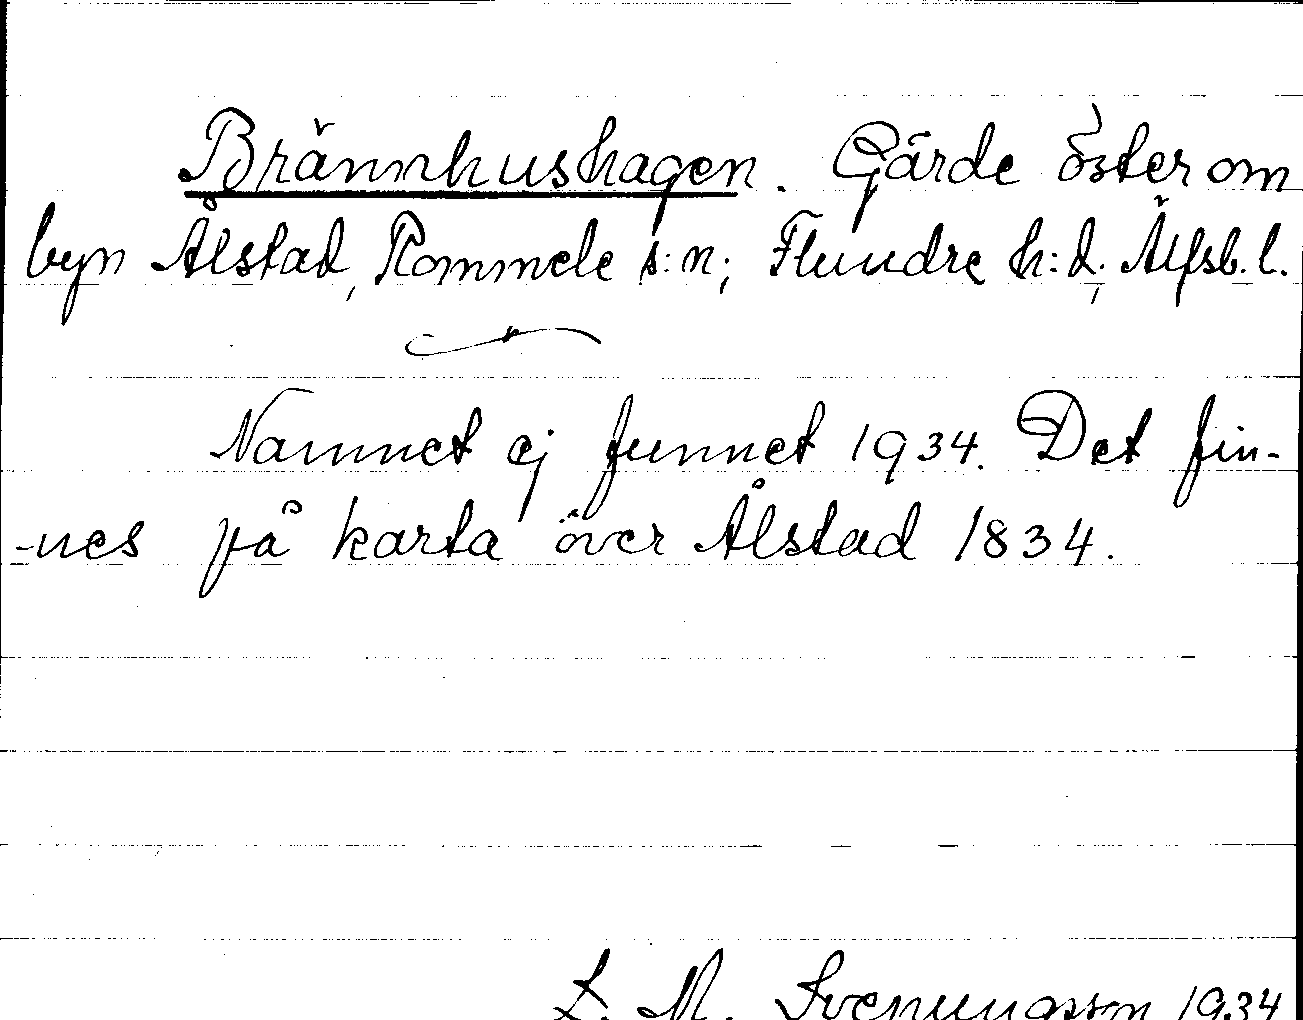 Brännhushagen. Gärde öster om
byn Ålstad, Rommele s:n; Flundre h:d; Älfsb. l.
Namnet ej funnet 1934. Det fin-
-nes på karta över Ålstad 1834.
L. M. Svenungsson 1934